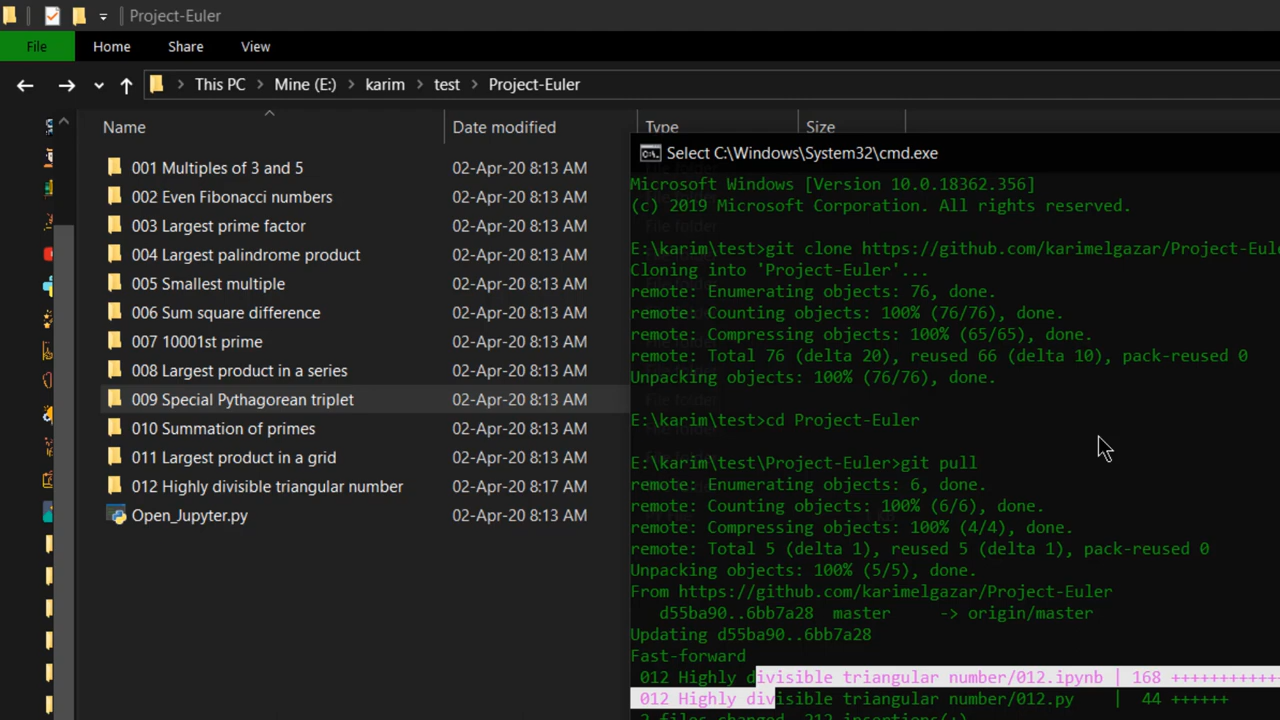 Project-Euler
File Home Share View
This PC Mine (E:) karim test Project-Euler
Name Date modified Type Size
001 Multiples of 3 and 5 02-Apr-20 8:13 AM
002 Even Fibonacci numbers 02-Apr-20 8:13 AM
003 Largest prime factor 02-Apr-20 8:13 AM
004 Largest palindrome product 02-Apr-20 8:13 AM
005 Smallest multiple 02-Apr-20 8:13 AM
006 Sum square difference 02-Apr-20 8:13 AM
007 10001st prime 02-Apr-20 8:13 AM
008 Largest product in a series 02-Apr-20 8:13 AM
009 Special Pythagorean triplet 02-Apr-20 8:13 AM
010 Summation of primes 02-Apr-20 8:13 AM
011 Largest product in a grid 02-Apr-20 8:13 AM
012 Highly divisible triangular number 02-Apr-20 8:17 AM
Open_Jupyter.py 02-Apr-20 8:13 AM
Select C:\Windows\System32\cmd.exe
Microsoft Windows [Version 10.0.18362.356]
(c) 2019 Microsoft Corporation. All rights reserved.
E:\karim\test>git clone https://github.com/karimelgazar/Project-Eule
Cloning into 'Project-Euler'...
remote: Enumerating objects: 76, done.
remote: Counting objects: 100% (76/76), done.
remote: Compressing objects: 100% (65/65), done.
remote: Total 76 (delta 20), reused 66 (delta 10), pack-reused 0
Unpacking objects: 100% (76/76), done.
E:\karim\test>cd Project-Euler
E:\karim\test\Project-Euler>git pull
remote: Enumerating objects: 6, done.
remote: Counting objects: 100% (6/6), done.
remote: Compressing objects: 100% (4/4), done.
remote: Total 5 (delta 1), reused 5 (delta 1), pack-reused 0
Unpacking objects: 100% (5/5), done.
From https://github.com/karimelgazar/Project-Euler
d55ba90..6bb7a28 master -> origin/master
Updating d55ba90..6bb7a28
Fast-forward
012 Highly divisible triangular number/012.ipynb | 168 ++++++++++++
012 Highly divisible triangular number/012.py | 44 ++++++
2 files changed, 212 insertions(+)